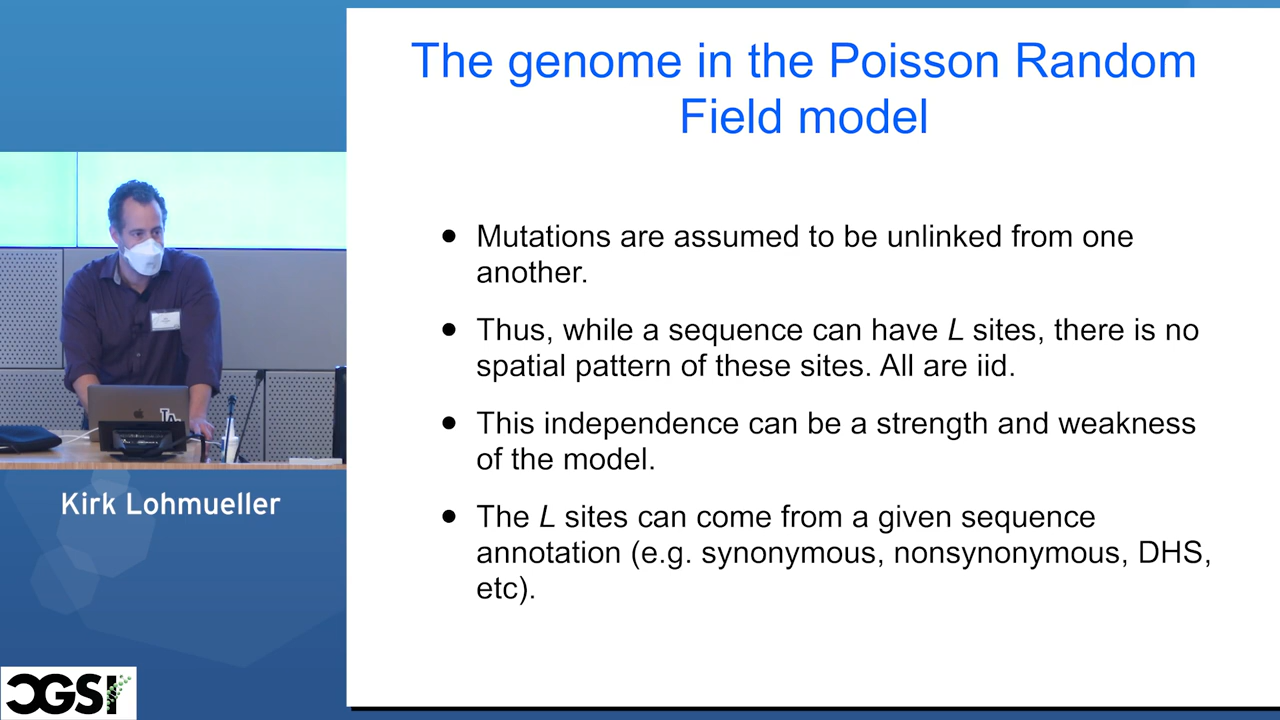 The genome in the Poisson Random
Field model
• Mutations are assumed to be unlinked from one
another.
• Thus, while a sequence can have L sites, there is no
spatial pattern of these sites. All are iid.
• This independence can be a strength and weakness
of the model.
• The L sites can come from a given sequence
annotation (e.g. synonymous, nonsynonymous, DHS,
etc).
Kirk Lohmueller
CGSI
LA